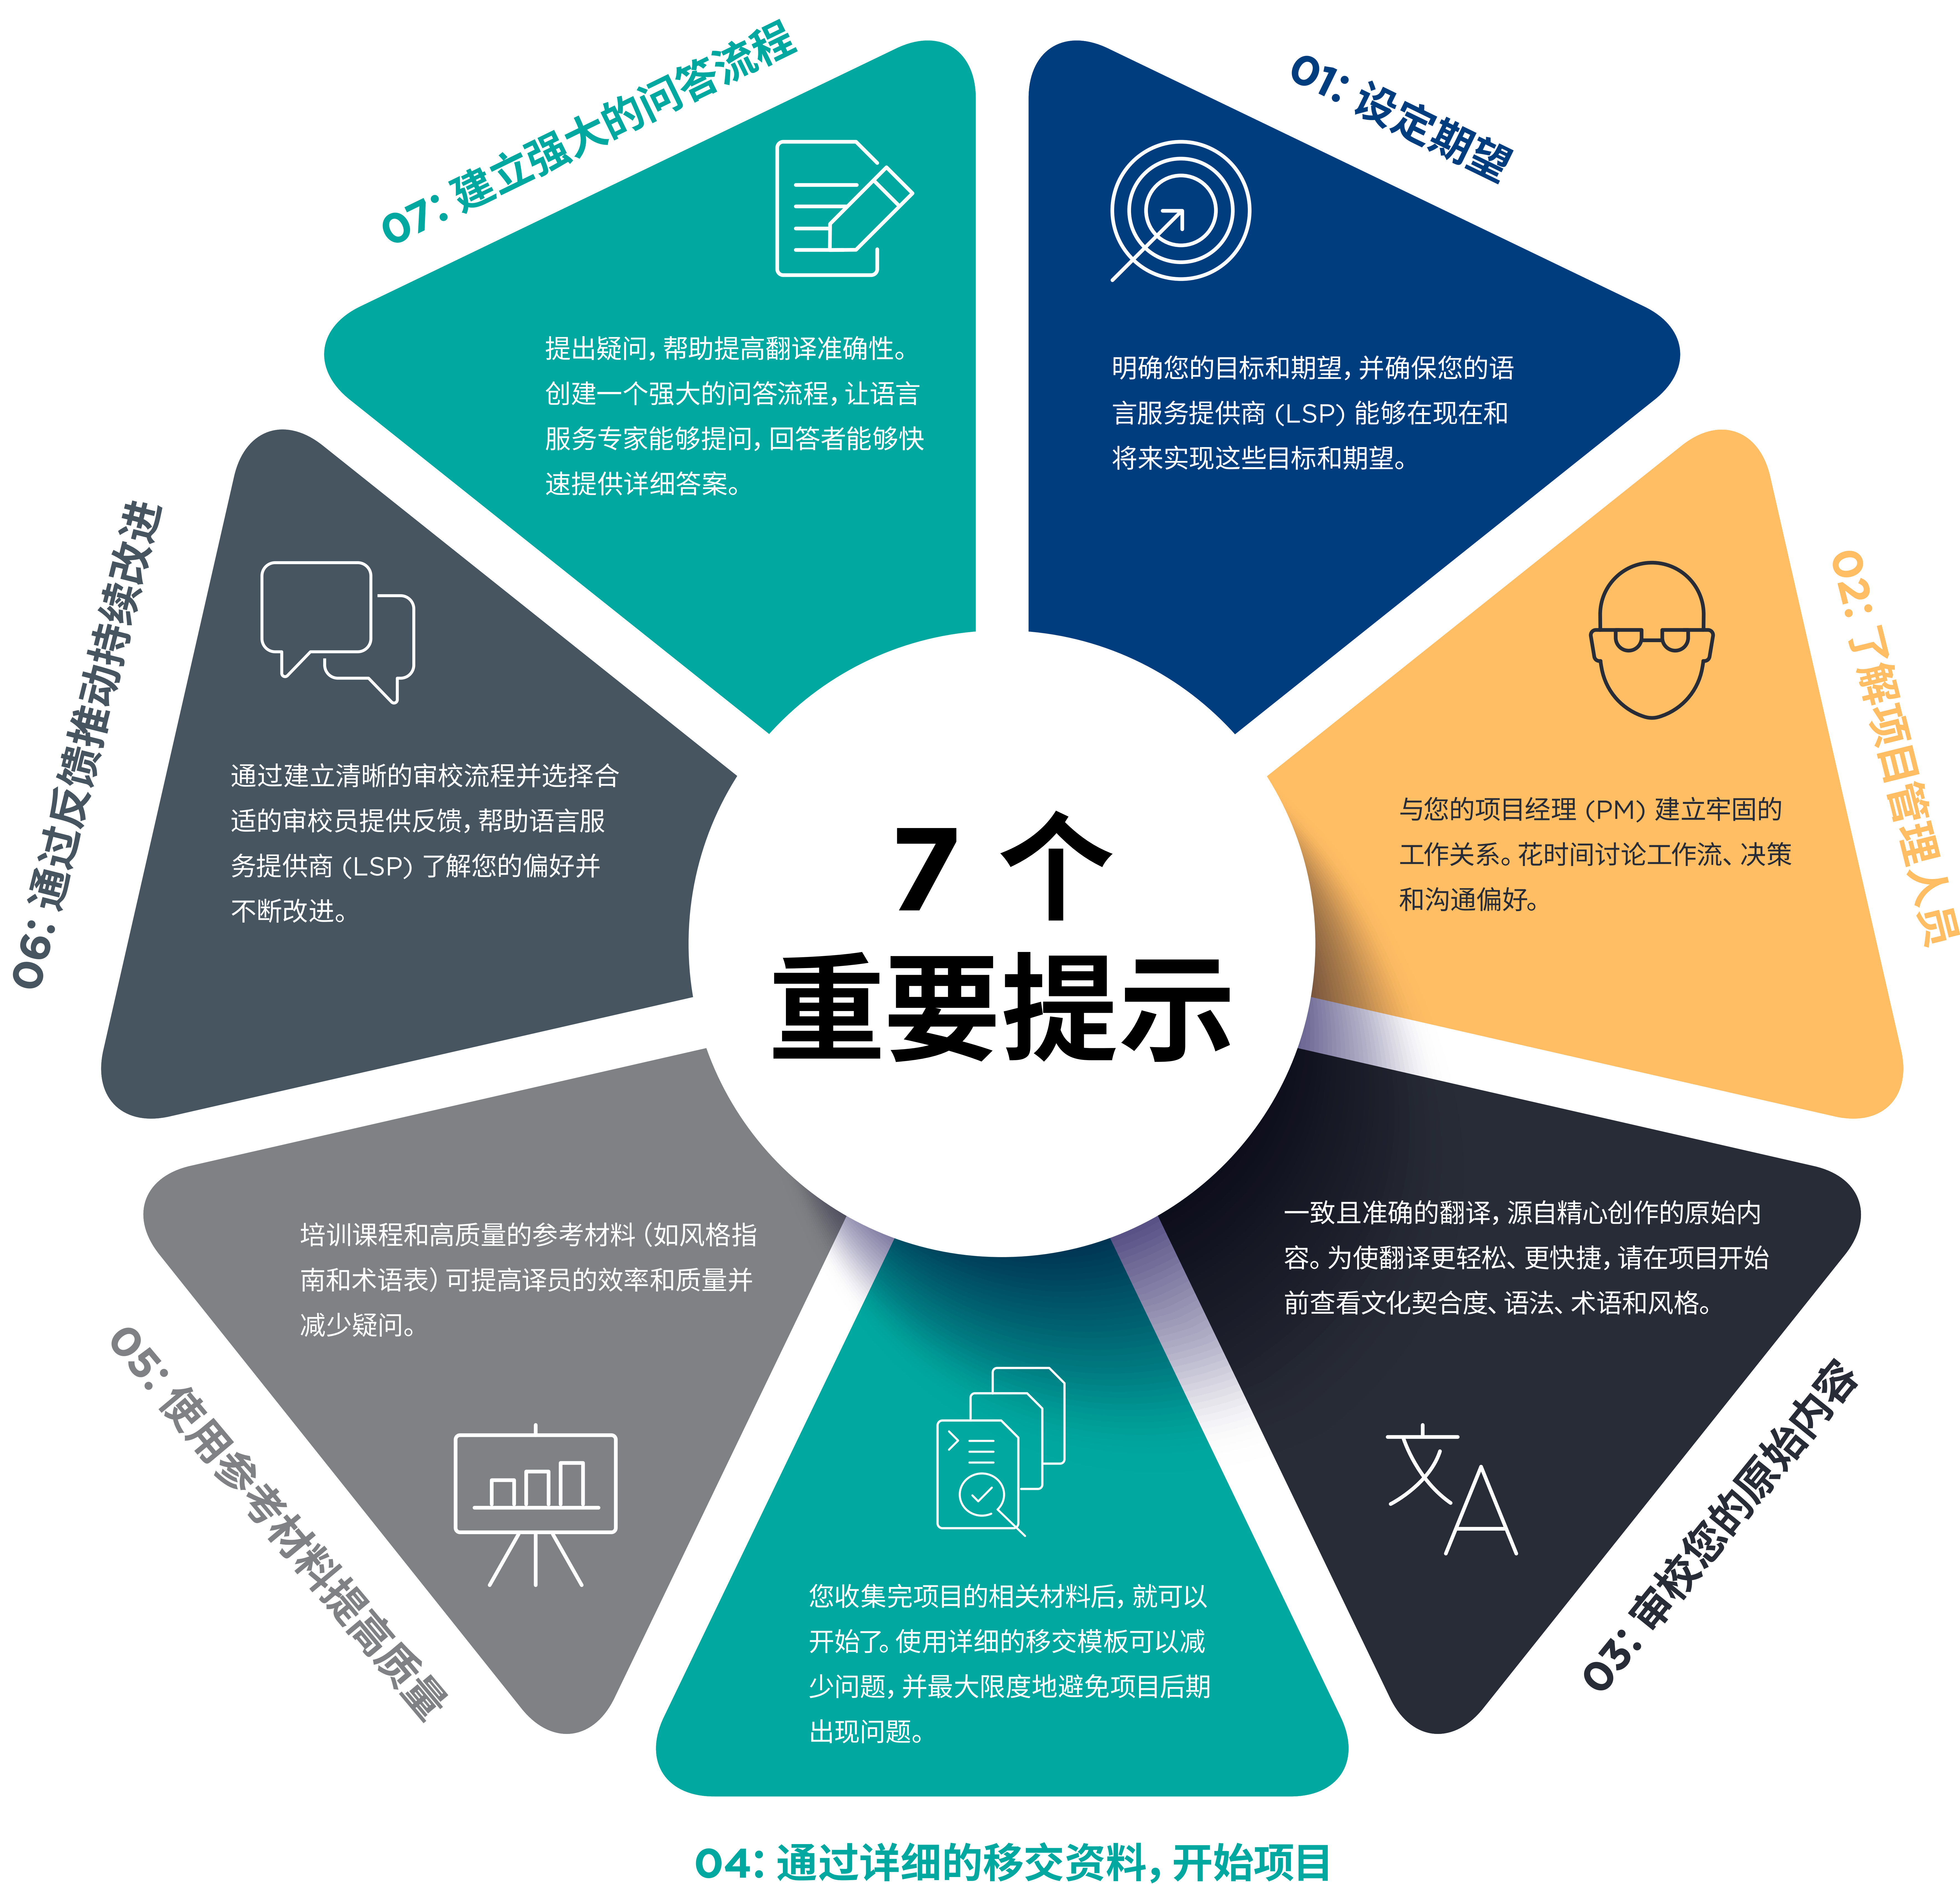 7 个
重要提示
01: 设定期望
明确您的目标和期望，并确保您的语
言服务提供商 (LSP) 能够在现在和
将来实现这些目标和期望。
02: 了解项目管理人员
与您的项目经理 (PM) 建立牢固的
工作关系。花时间讨论工作流、决策
和沟通偏好。
03: 审校您的原始内容
一致且准确的翻译，源自精心创作的原始内
容。为使翻译更轻松、更快捷，请在项目开始
前查看文化契合度、语法、术语和风格。
04: 通过详细的移交资料，开始项目
您收集完项目的相关材料后，就可以
开始了。使用详细的移交模板可以减
少问题，并最大限度地避免项目后期
出现问题。
05: 使用参考材料提高质量
培训课程和高质量的参考材料（如风格指
南和术语表）可提高译员的效率和质量并
减少疑问。
06: 通过反馈推动持续改进
通过建立清晰的审校流程并选择合
适的审校员提供反馈，帮助语言服
务提供商 (LSP) 了解您的偏好并
不断改进。
07: 建立强大的问答流程
提出疑问，帮助提高翻译准确性。
创建一个强大的问答流程，让语言
服务专家能够提问，回答者能够快
速提供详细答案。